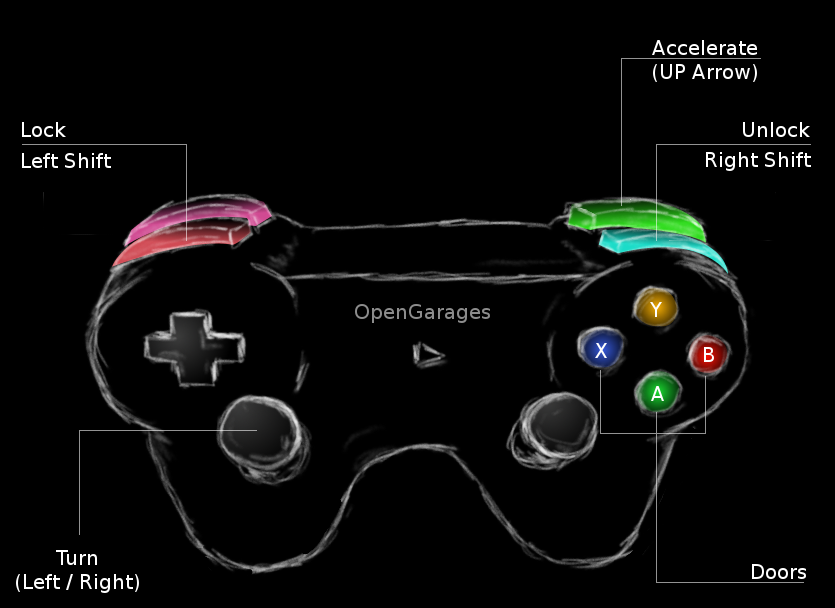 Accelerate
(UP Arrow)
Lock
Left Shift
Unlock
Right Shift
OpenGarages
Y
X
B
A
Turn
(Left / Right)
Doors